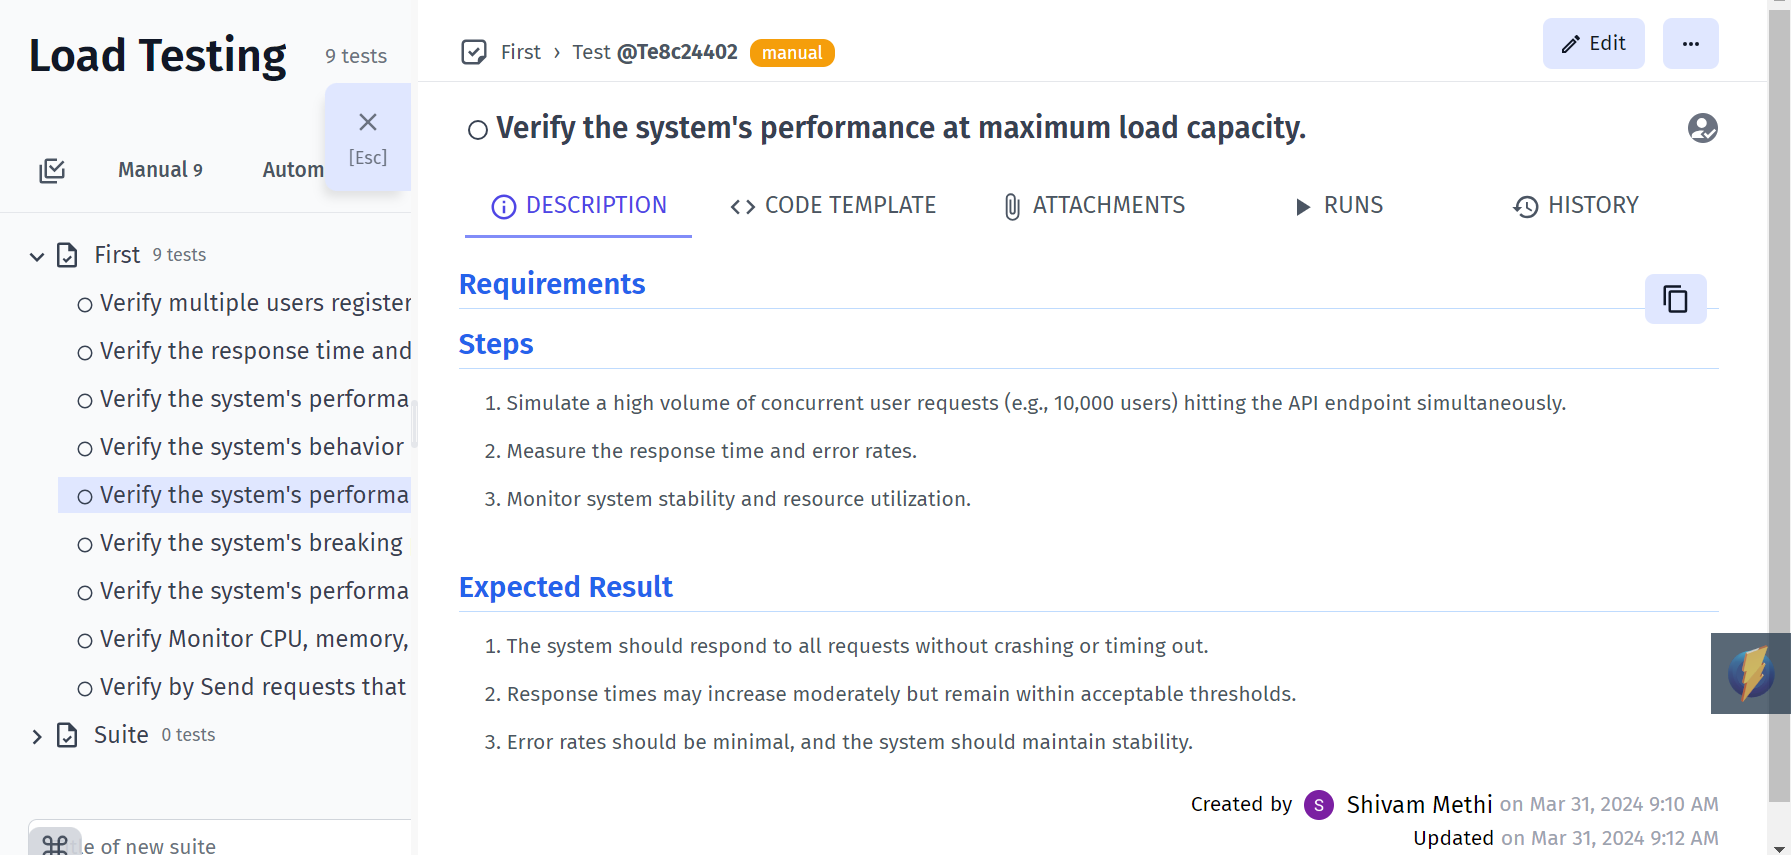 Load Testing 9 tests
[Esc]
Manual 9 Autom
First 9 tests
Verify multiple users register
Verify the response time and
Verify the system's performa
Verify the system's behavior
Verify the system's performa
Verify the system's breaking
Verify the system's performa
Verify Monitor CPU, memory,
Verify by Send requests that
Suite 0 tests
le of new suite
First › Test @Te8c24402 manual
Edit
Verify the system's performance at maximum load capacity.
DESCRIPTION CODE TEMPLATE ATTACHMENTS RUNS HISTORY
Requirements
Steps
1. Simulate a high volume of concurrent user requests (e.g., 10,000 users) hitting the API endpoint simultaneously.
2. Measure the response time and error rates.
3. Monitor system stability and resource utilization.
Expected Result
1. The system should respond to all requests without crashing or timing out.
2. Response times may increase moderately but remain within acceptable thresholds.
3. Error rates should be minimal, and the system should maintain stability.
Created by S Shivam Methi on Mar 31, 2024 9:10 AM
Updated on Mar 31, 2024 9:12 AM